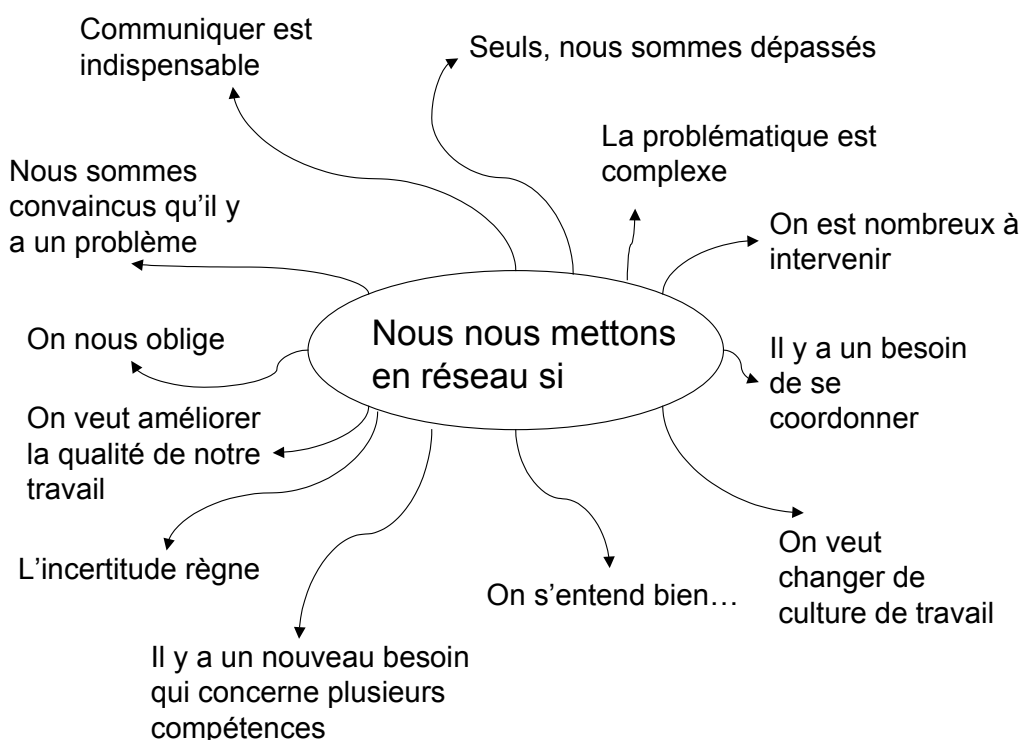 Communiquer est
indispensable
Seuls, nous sommes dépassés
La problématique est
complexe
Nous sommes
convaincus qu’il y
a un problème
On est nombreux à
intervenir
Nous nous mettons
en réseau si
On nous oblige
Il y a un besoin
de se
coordonner
On veut améliorer
la qualité de notre
travail
L’incertitude règne
On s’entend bien…
On veut
changer de
culture de travail
Il y a un nouveau besoin
qui concerne plusieurs
compétences